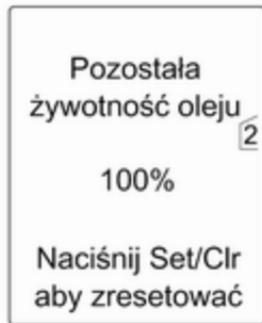 Pozostała
żywotność oleju
2
100%
Naciśnij Set/Clr
aby zresetować